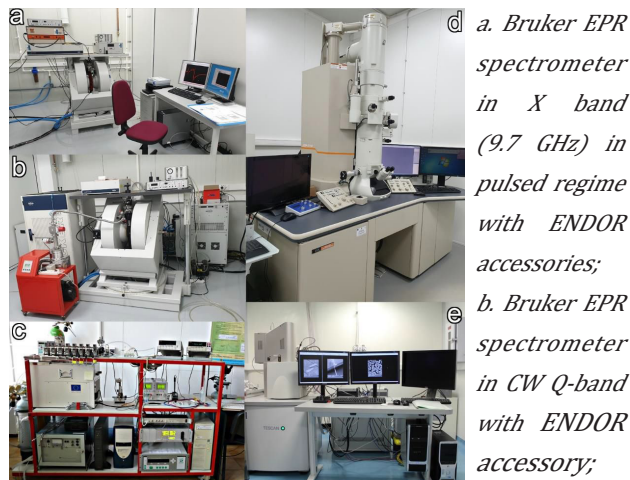 a
b
c
d
e
TESCAN
a. Bruker EPR
spectrometer
in X band
(9.7 GHz) in
pulsed regime
with ENDOR
accessories;
b. Bruker EPR
spectrometer
in CW Q-band
with ENDOR
accessory;